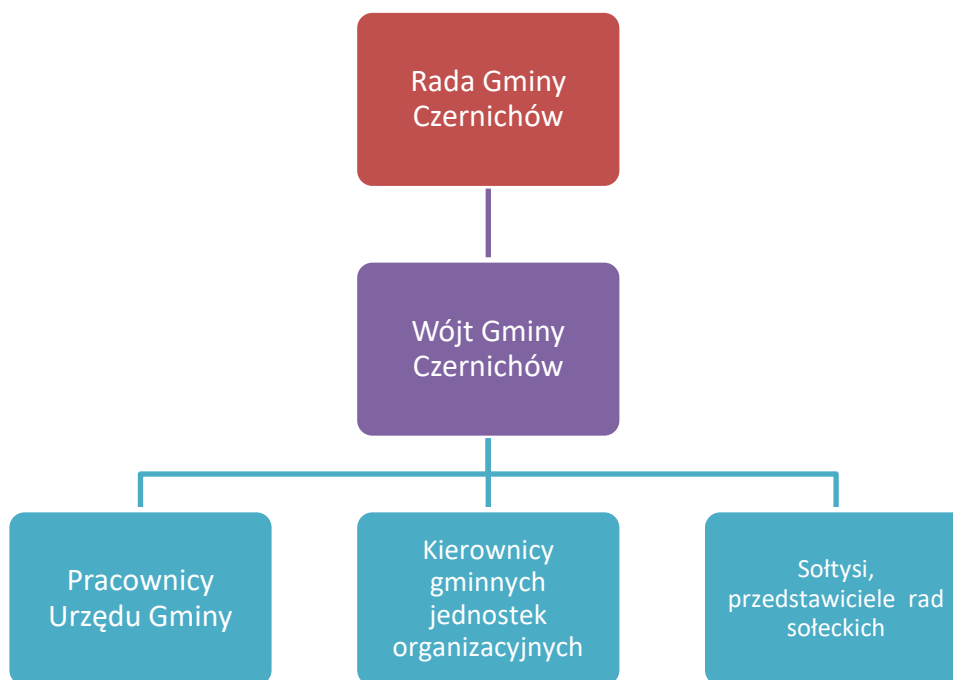 Rada Gminy
Czernichów
Wójt Gminy
Czernichów
Pracownicy
Urzędu Gminy
Kierownicy
gminnych
jednostek
organizacyjnych
Sołtysi,
przedstawiciele rad
sołeckich